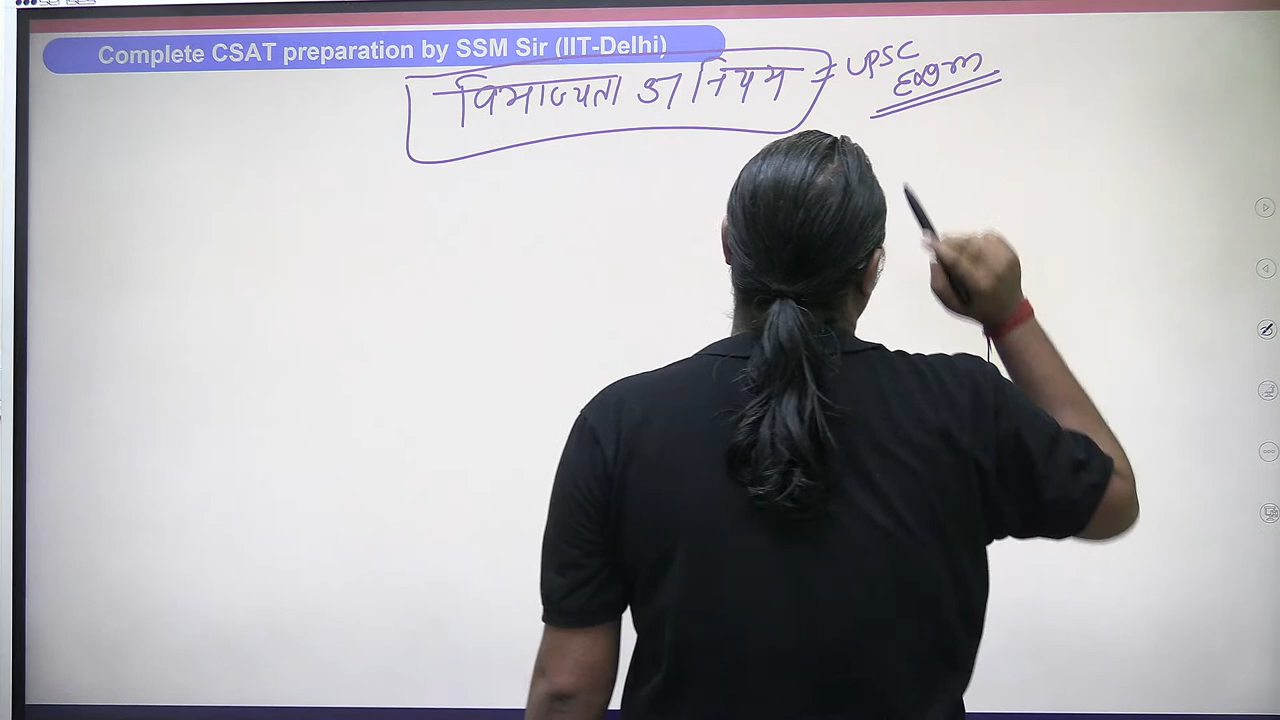 Complete CSAT preparation by SSM Sir (IIT-Delhi)
विभाज्यता का नियम = UPSC
Exam